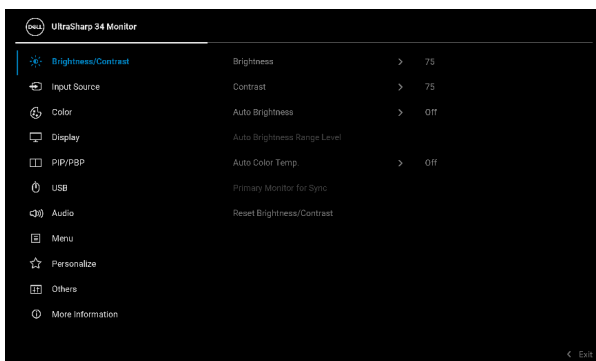 DELL UltraSharp 34 Monitor
Brightness/Contrast Brightness > 75
Input Source Contrast > 75
Color Auto Brightness > Off
Display Auto Brightness Range Level
PIP/PBP Auto Color Temp. > Off
USB Primary Monitor for Sync
Audio Reset Brightness/Contrast
Menu
Personalize
Others
More Information
< Exit